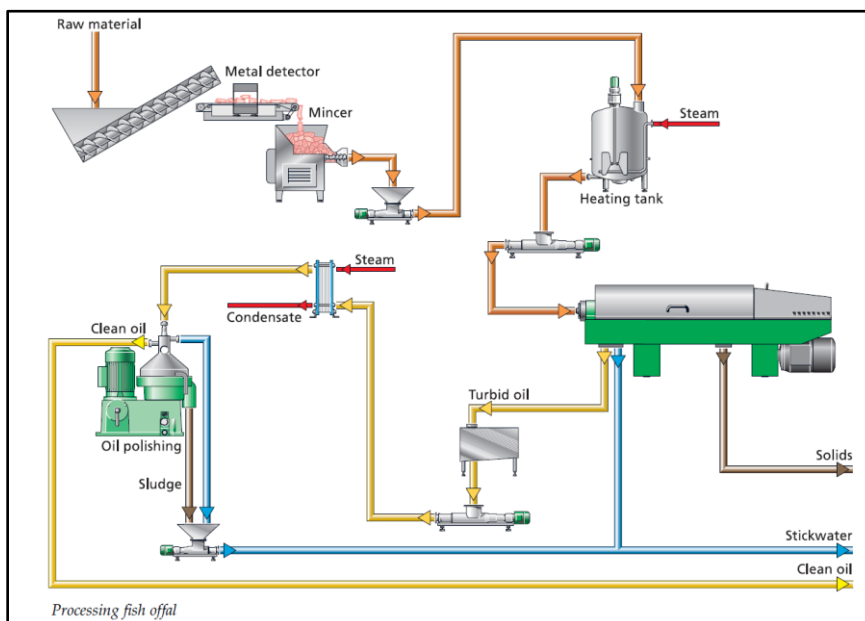 Raw material
Metal detector
Mincer
Steam
Heating tank
Steam
Condensate
Clean oil
Turbid oil
Oil polishing
Solids
Sludge
Stickwater
Clean oil
Processing fish offal